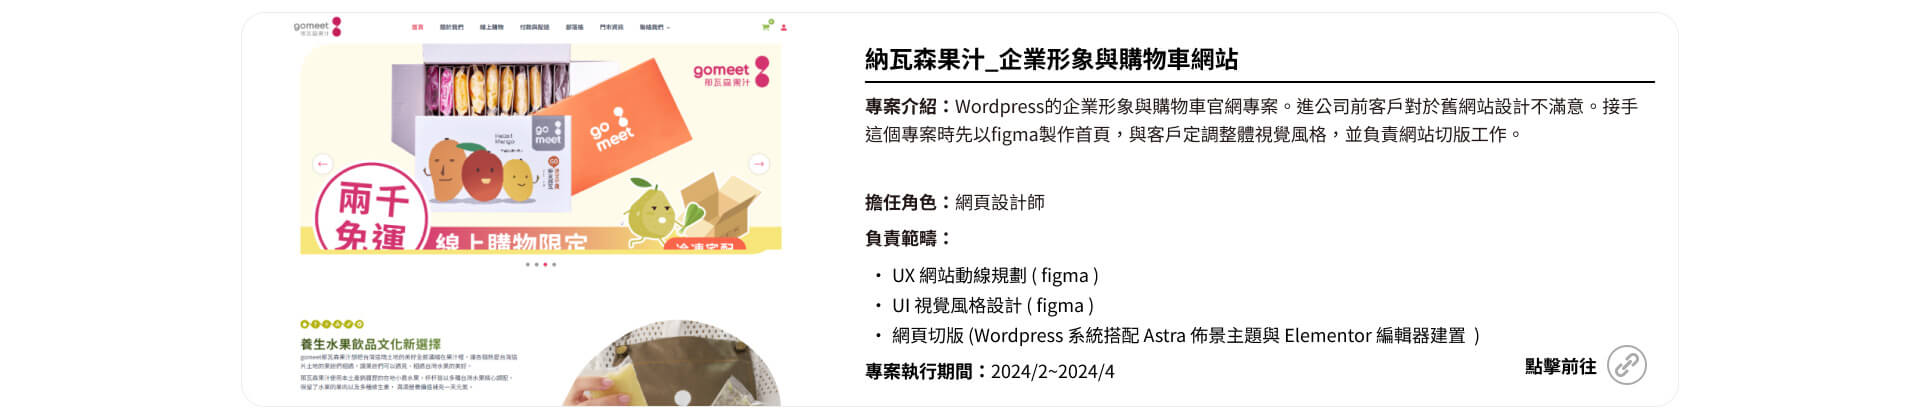 gomeet
那瓦森果汁
首頁 關於我們 線上購物 付款與配送 部落格 門市資訊 聯絡我們
gomeet
那瓦森果汁
go meet
go meet
Heart Mango
兩千免運
線上購物限定
冷凍宅配
養生水果飲品文化新選擇
納瓦森果汁_企業形象與購物車網站
專案介紹：Wordpress的企業形象與購物車官網專案。進公司前客戶對於舊網站設計不滿意。接手
這個專案時先以figma製作首頁，與客戶定調整體視覺風格，並負責網站切版工作。
擔任角色：網頁設計師
負責範疇：
・ UX 網站動線規劃 ( figma )
・ UI 視覺風格設計 ( figma )
・ 網頁切版 (Wordpress 系統搭配 Astra 佈景主題與 Elementor 編輯器建置 )
專案執行期間：2024/2~2024/4
點擊前往